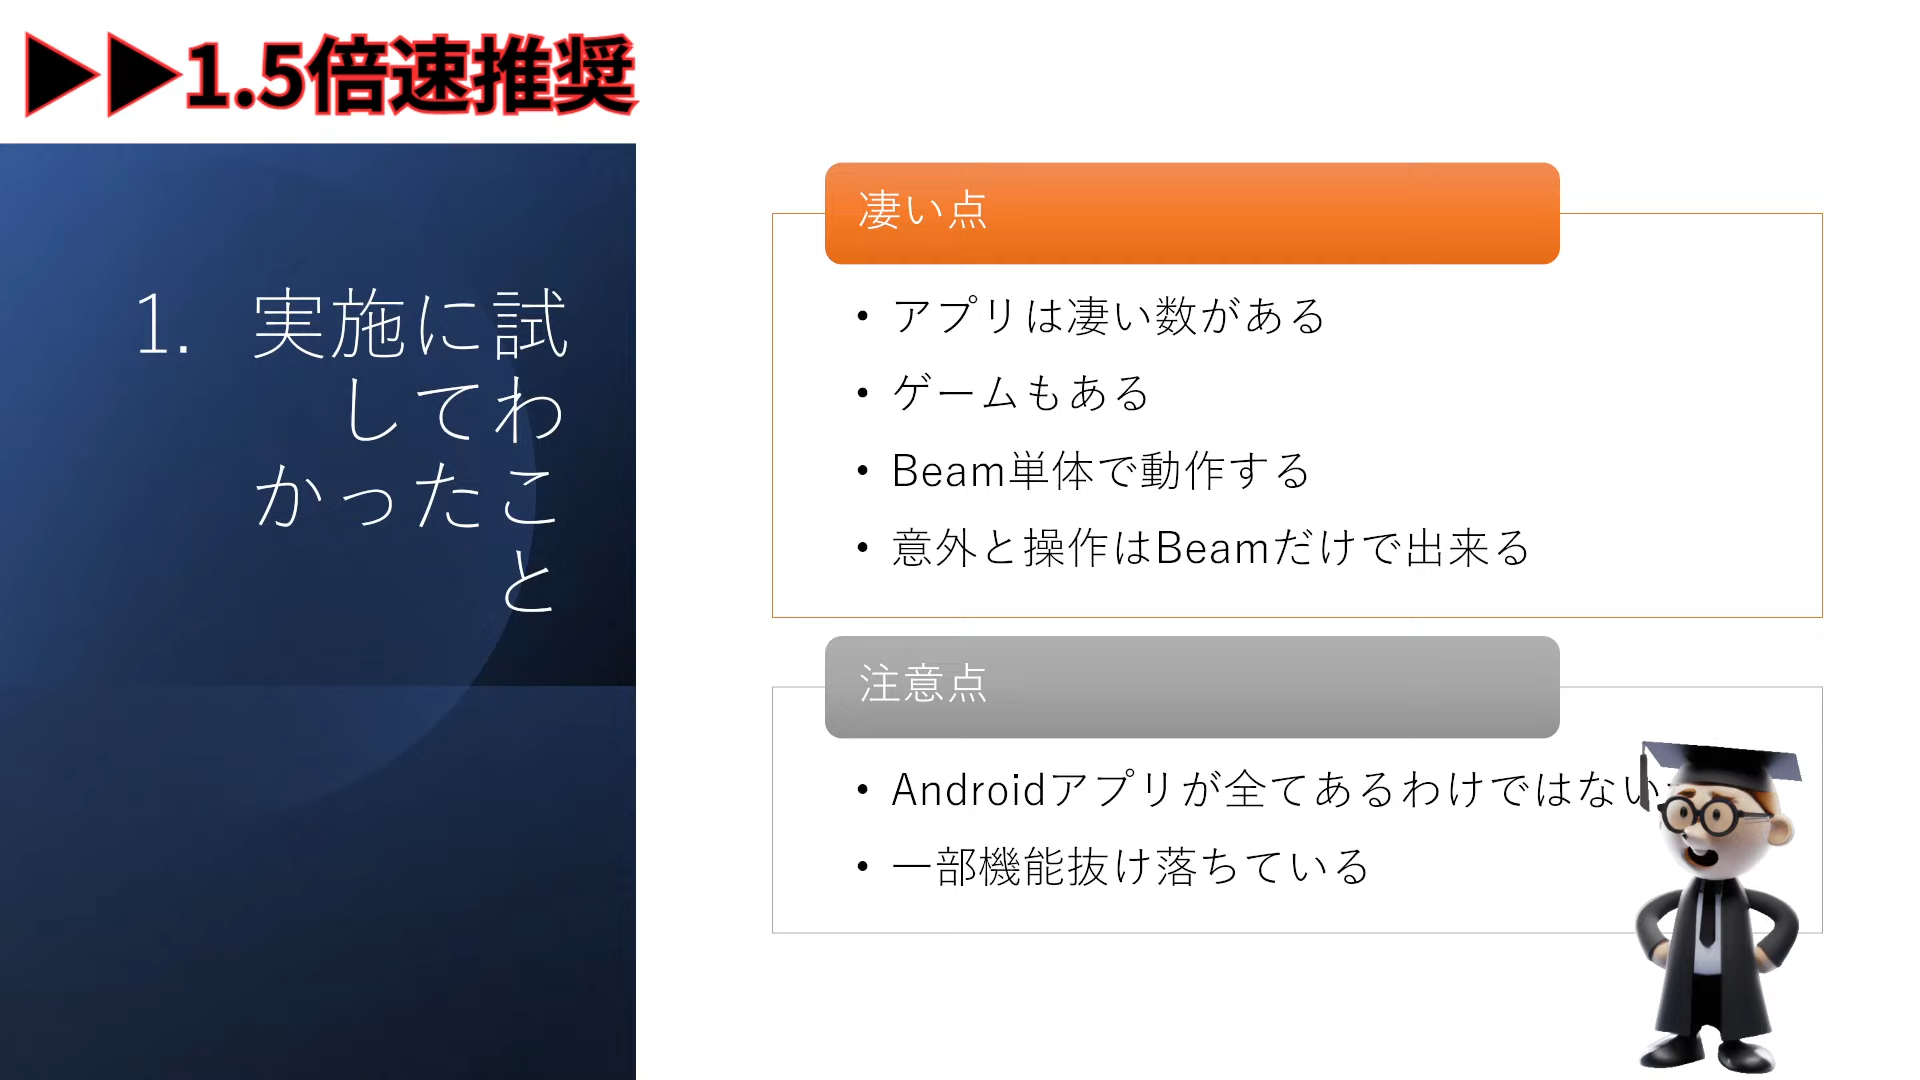 ▶▶1.5倍速推奨
1. 実施に試
してわ
かったこ
と
凄い点
• アプリは凄い数がある
• ゲームもある
• Beam単体で動作する
• 意外と操作はBeamだけで出来る
注意点
• Androidアプリが全てあるわけではない
• 一部機能抜け落ちている